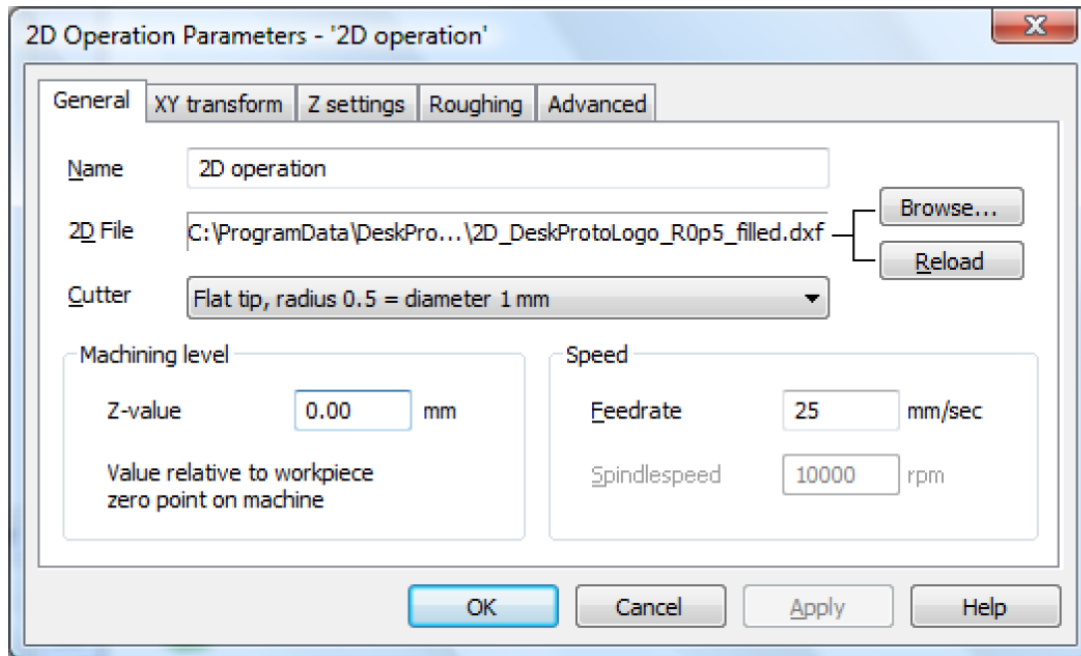 2D Operation Parameters - '2D operation'
General XY transform Z settings Roughing Advanced
Name 2D operation
2D File C:\ProgramData\DeskPro...\2D_DeskProtoLogo_R0p5_filled.dxf Browse...
Reload
Cutter Flat tip, radius 0.5 = diameter 1 mm
Machining level Speed
Z-value 0.00 mm Feedrate 25 mm/sec
Value relative to workpiece Spindlespeed 10000 rpm
zero point on machine
OK Cancel Apply Help